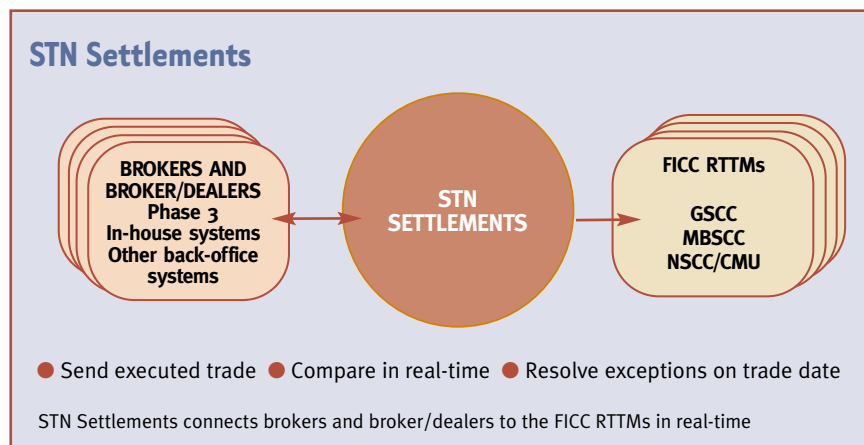 STN Settlements
BROKERS AND
BROKER/DEALERS
Phase 3
In-house systems
Other back-office
systems
STN
SETTLEMENTS
FICC RTTMs
GSCC
MBSCC
NSCC/CMU
● Send executed trade ● Compare in real-time ● Resolve exceptions on trade date
STN Settlements connects brokers and broker/dealers to the FICC RTTMs in real-time